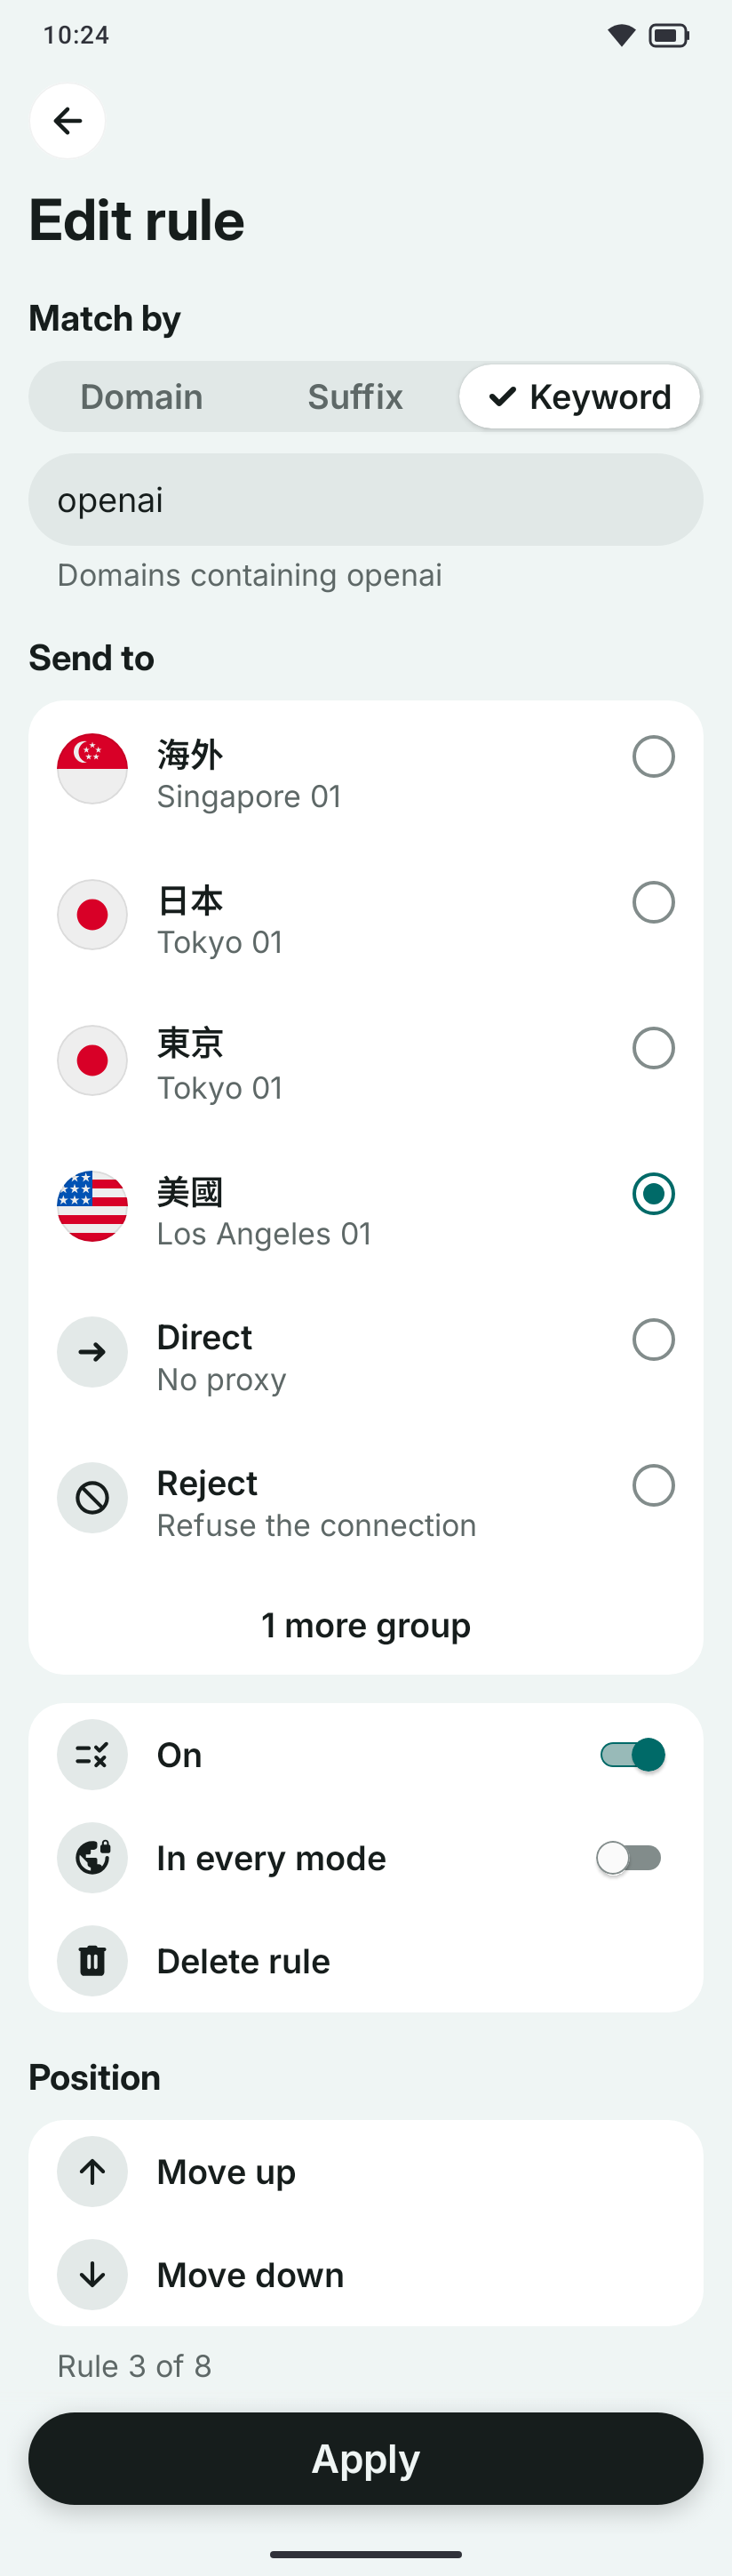 10:24
Edit rule
Match by
Domain
Suffix
Keyword
openai
Domains containing openai
Send to
海外
Singapore 01
日本
Tokyo 01
東京
Tokyo 01
美國
Los Angeles 01
Direct
No proxy
Reject
Refuse the connection
1 more group
On
In every mode
Delete rule
Position
Move up
Move down
Rule 3 of 8
Apply